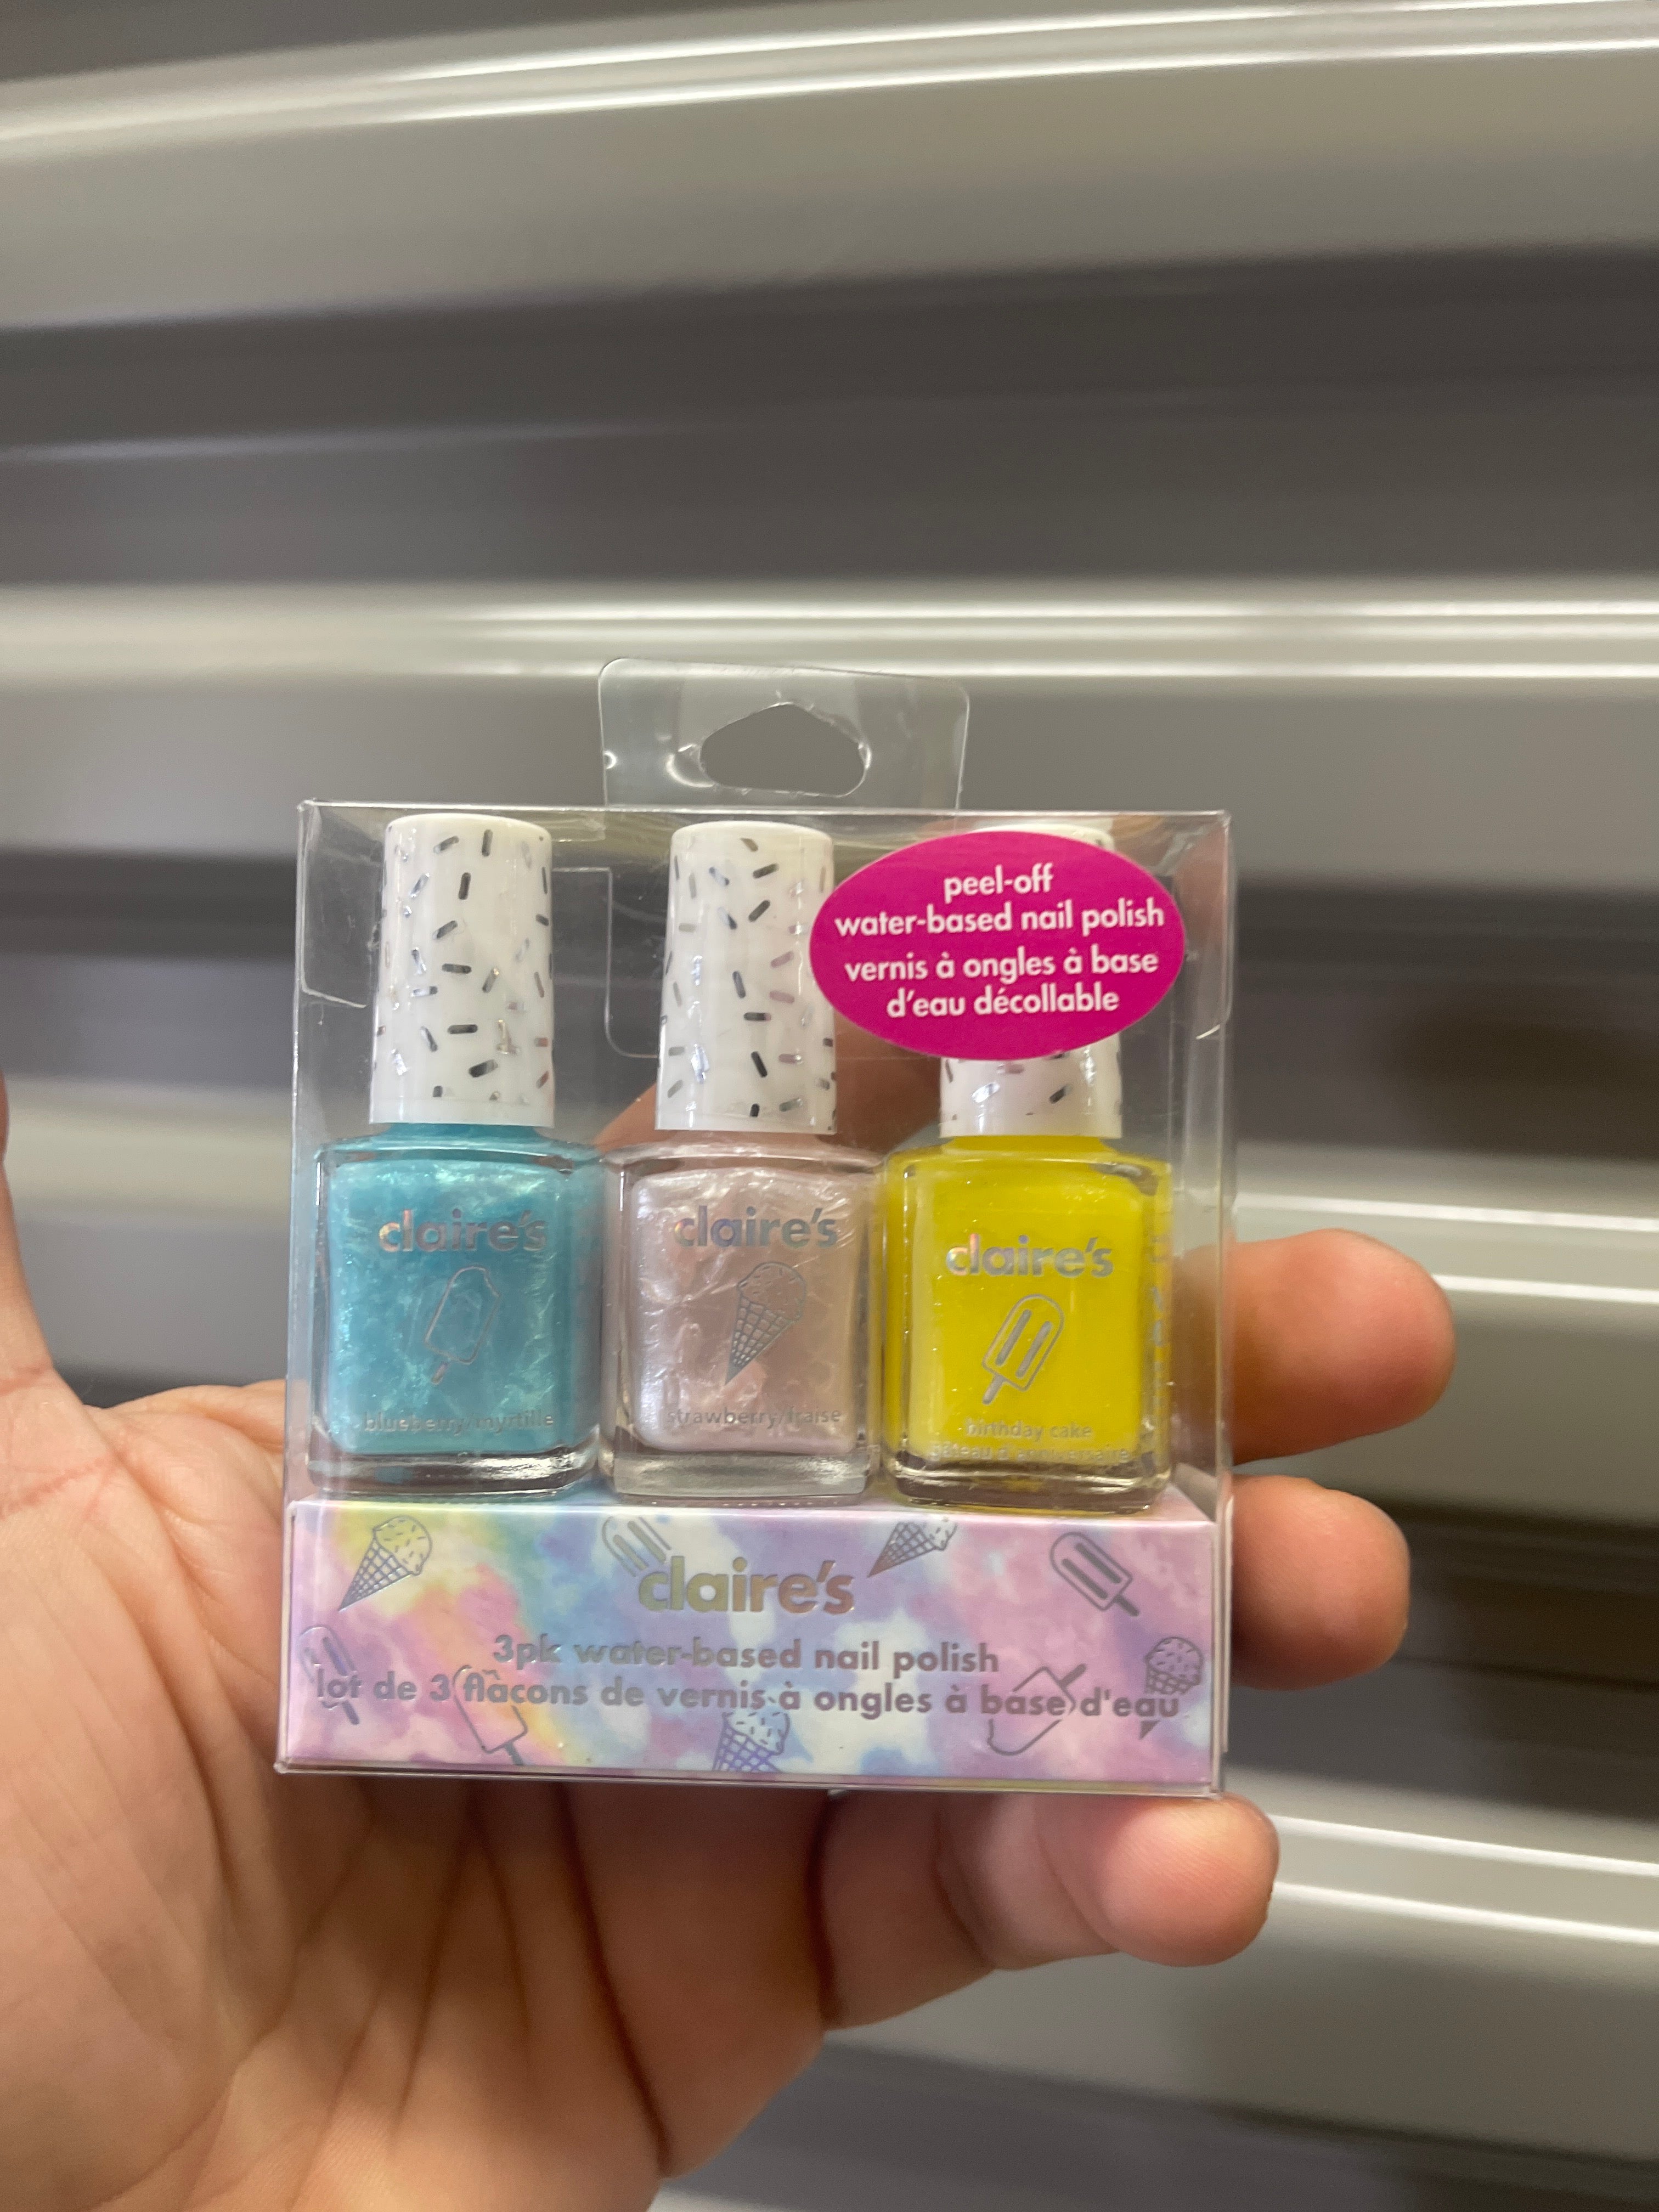 peel-off
water-based nail polish
vernis à ongles à base
d'eau décollable
claire's
blueberry/myrtille
claire's
strawberry/fraise
claire's
birthday cake
gâteau d'anniversaire
claire's
3pk water-based nail polish
lot de 3 flacons de vernis à ongles à base d'eau